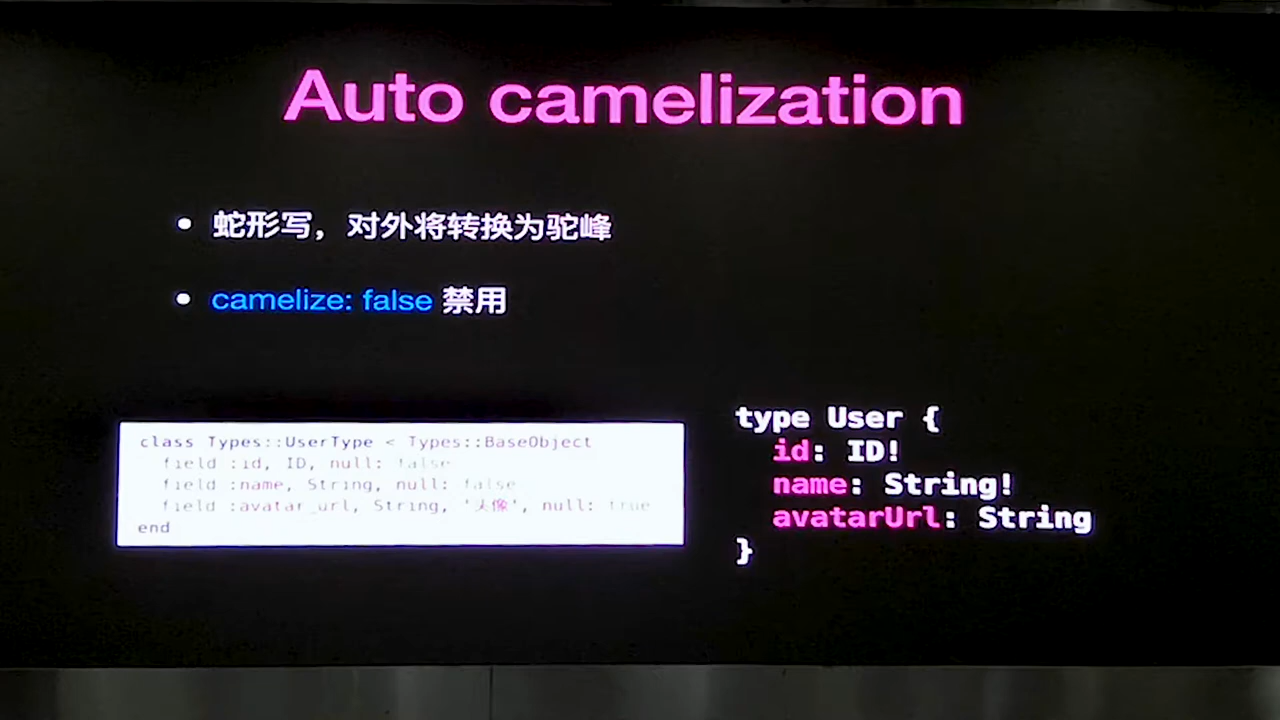 Auto camelization
• 蛇形写，对外将转换为驼峰
• camelize: false 禁用
class Types::UserType < Types::BaseObject
  field :id, ID, null: false
  field :name, String, null: false
  field :avatar_url, String, '头像', null: true
end
type User {
  id: ID!
  name: String!
  avatarUrl: String
}